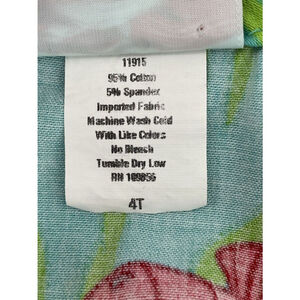 11915
95% Cotton
5% Spandex
Imported Fabric
Machine Wash Cold
With Like Colors
No Bleach
Tumble Dry Low
RN 109896
4T